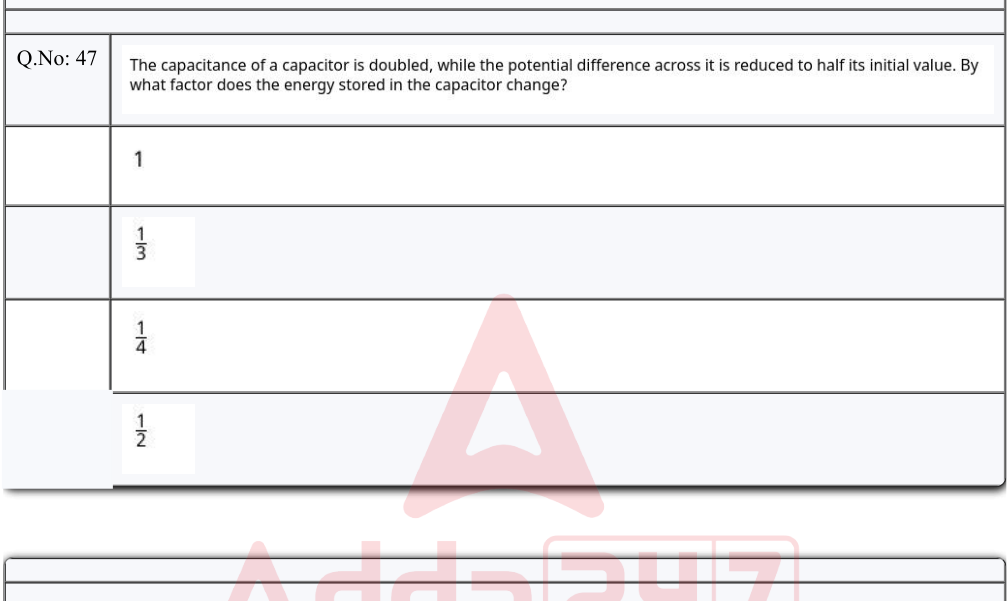 Q.No: 47
The capacitance of a capacitor is doubled, while the potential difference across it is reduced to half its initial value. By
what factor does the energy stored in the capacitor change?
1
1/3
1/4
1/2
Adda247